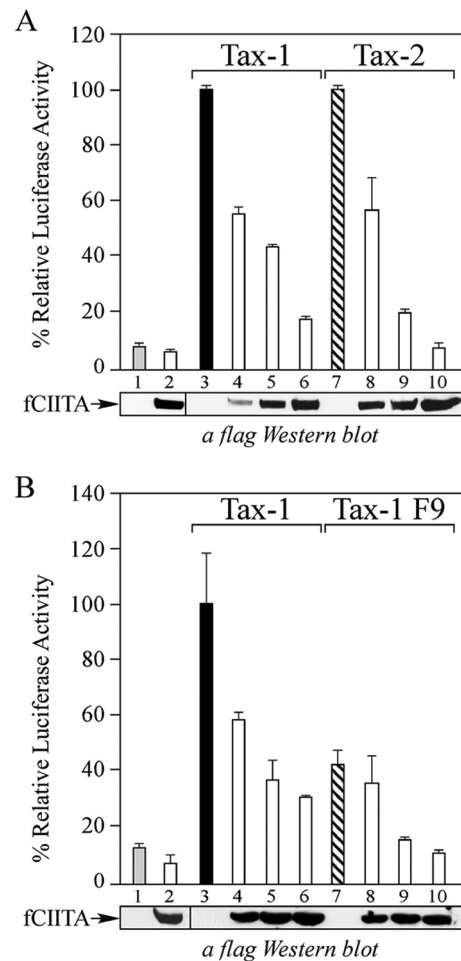 A
Tax-1 Tax-2
% Relative Luciferase Activity
120
100
80
60
40
20
0
1 2 3 4 5 6 7 8 9 10
fCIITA
a flag Western blot
B
Tax-1 Tax-1 F9
% Relative Luciferase Activity
140
120
100
80
60
40
20
0
1 2 3 4 5 6 7 8 9 10
fCIITA
a flag Western blot